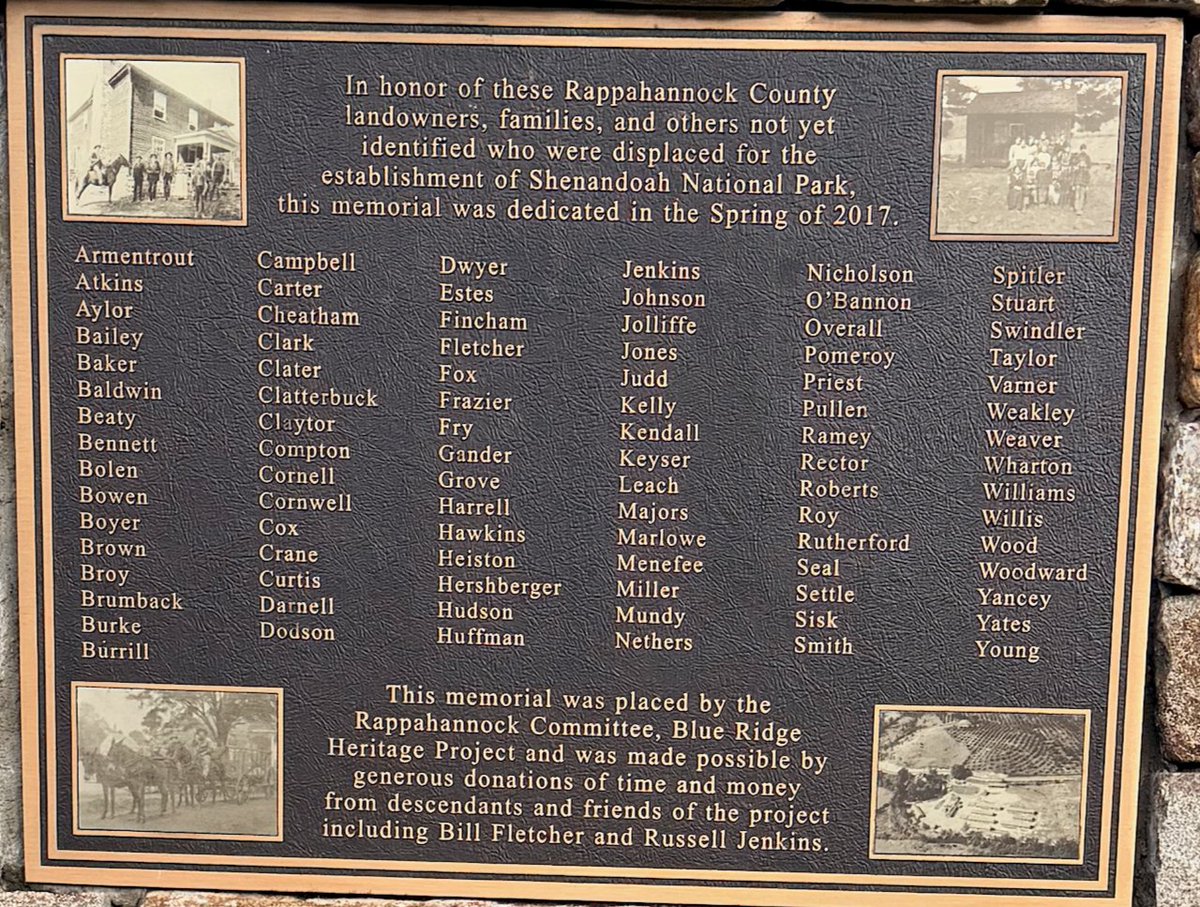 In honor of these Rappahannock County
landowners, families, and others not yet
identified who were displaced for the
establishment of Shenandoah National Park,
this memorial was dedicated in the Spring of 2017.
Armentrout
Atkins
Aylor
Bailey
Baker
Baldwin
Beaty
Bennett
Bolen
Bowen
Boyer
Brown
Broy
Brumback
Burke
Burrill
Campbell
Carter
Cheatham
Clark
Clater
Clatterbuck
Claytor
Compton
Cornell
Cornwell
Cox
Crane
Curtis
Darnell
Dodson
Dwyer
Estes
Fincham
Fletcher
Fox
Frazier
Fry
Gander
Grove
Harrell
Hawkins
Heiston
Hershberger
Hudson
Huffman
Jenkins
Johnson
Jolliffe
Jones
Judd
Kelly
Kendall
Keyser
Leach
Majors
Marlowe
Menefee
Miller
Mundy
Nethers
Nicholson
O'Bannon
Overall
Pomeroy
Priest
Pullen
Ramey
Rector
Roberts
Roy
Rutherford
Seal
Settle
Sisk
Smith
Spitler
Stuart
Swindler
Taylor
Varner
Weakley
Weaver
Wharton
Williams
Willis
Wood
Woodward
Yancey
Yates
Young
This memorial was placed by the
Rappahannock Committee, Blue Ridge
Heritage Project and was made possible by
generous donations of time and money
from descendants and friends of the project
including Bill Fletcher and Russell Jenkins.